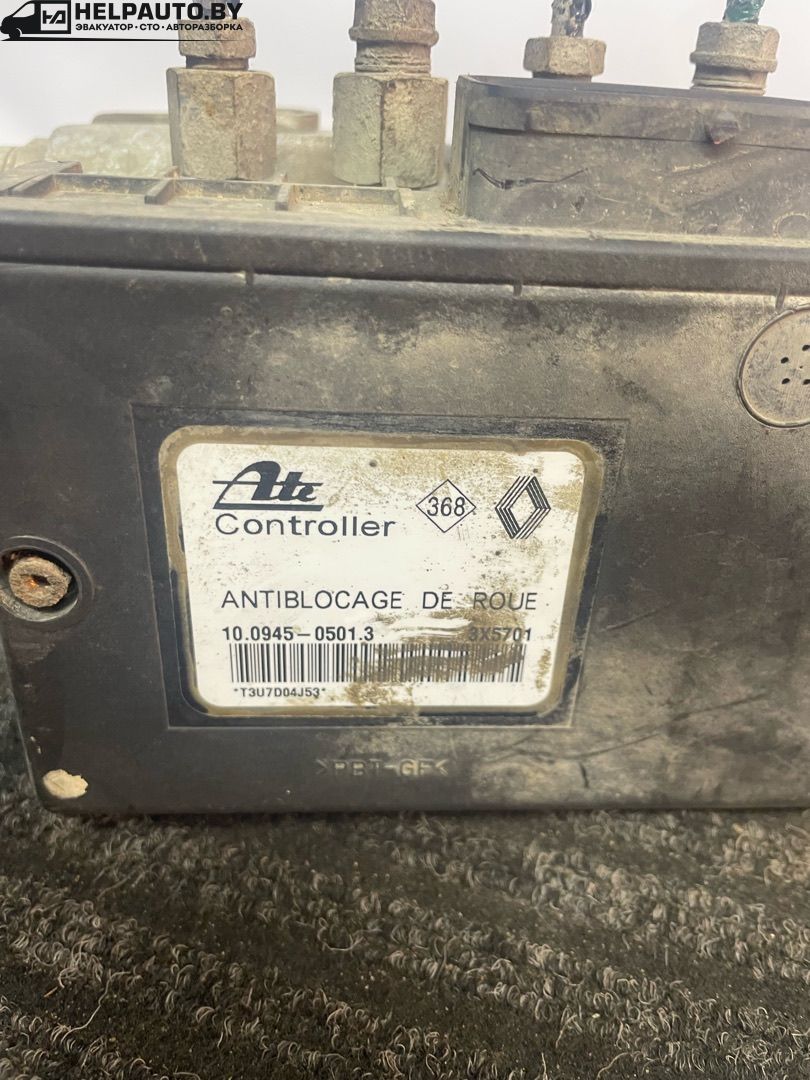 HELPAUTO.BY
ЭВАКУАТОР • СТО • АВТОРАЗБОРКА
Ate
Controller
368
ANTIBLOCAGE DE ROUE
10.0945-0501.3 3X5701
*T3U7D04J53*
>PBT-GF<